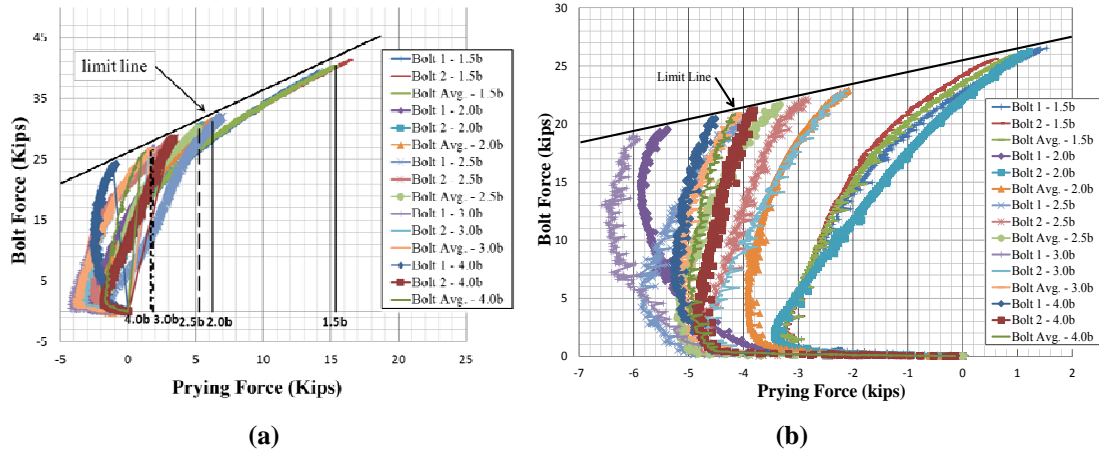 45
35
25
15
5
-5
-5
0
5
10
15
20
25
Bolt Force (Kips)
Prying Force (Kips)
limit line
4.0b
3.0b
2.5b
2.0b
1.5b
Bolt 1 - 1.5b
Bolt 2 - 1.5b
Bolt Avg. - 1.5b
Bolt 1 - 2.0b
Bolt 2 - 2.0b
Bolt Avg. - 2.0b
Bolt 1 - 2.5b
Bolt 2 - 2.5b
Bolt Avg. - 2.5b
Bolt 1 - 3.0b
Bolt 2 - 3.0b
Bolt Avg. - 3.0b
Bolt 1 - 4.0b
Bolt 2 - 4.0b
Bolt Avg. - 4.0b
(a)
30
25
20
15
10
5
0
-7
-6
-5
-4
-3
-2
-1
0
1
2
Bolt Force (kips)
Prying Force (kips)
Limit Line
Bolt 1 - 1.5b
Bolt 2 - 1.5b
Bolt Avg. - 1.5b
Bolt 1 - 2.0b
Bolt 2 - 2.0b
Bolt Avg. - 2.0b
Bolt 1 - 2.5b
Bolt 2 - 2.5b
Bolt Avg. - 2.5b
Bolt 1 - 3.0b
Bolt 2 - 3.0b
Bolt Avg. - 3.0b
Bolt 1 - 4.0b
Bolt 2 - 4.0b
Bolt Avg. - 4.0b
(b)